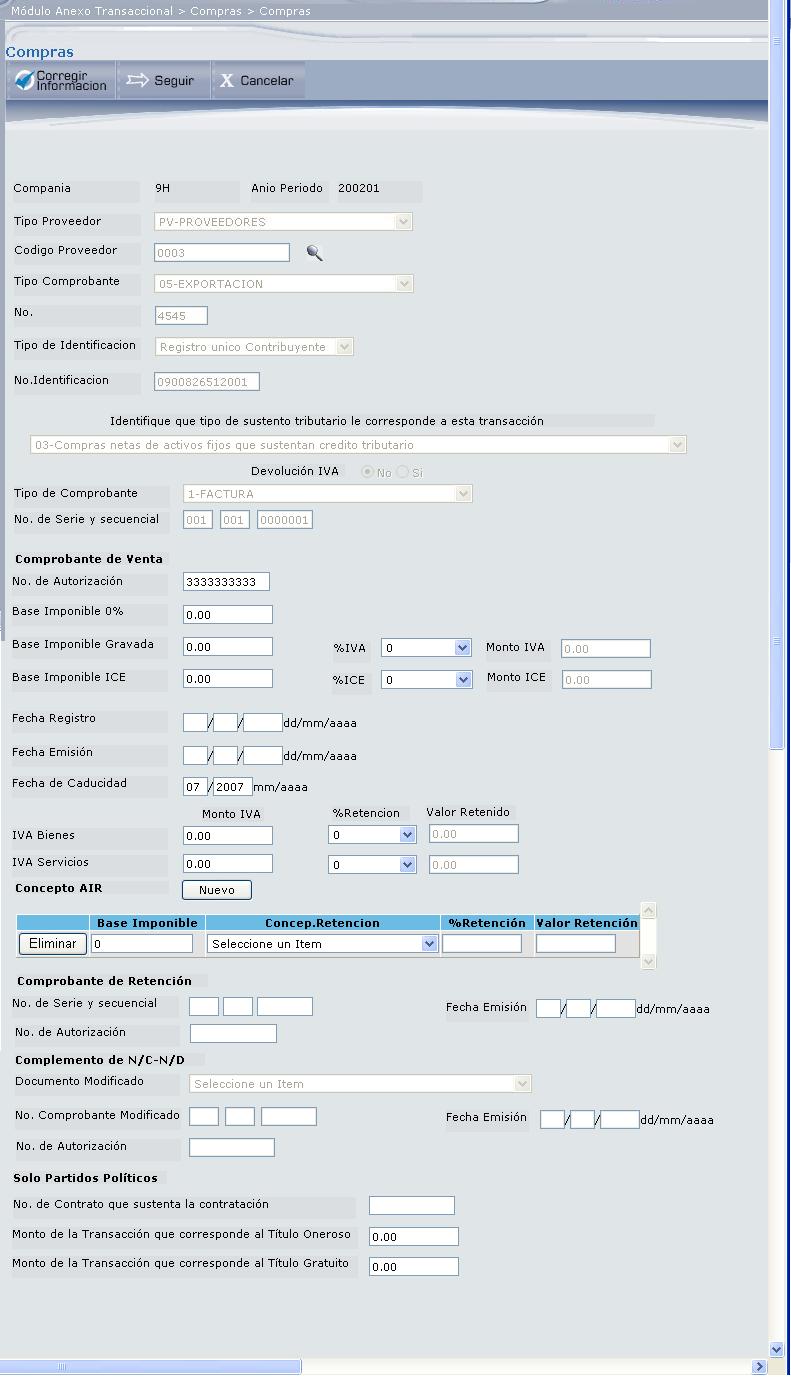 Módulo Anexo Transaccional > Compras > Compras
Compras
Corregir Informacion Seguir X Cancelar
Compania 9H Anio Periodo 200201
Tipo Proveedor PV-PROVEEDORES
Codigo Proveedor 0003
Tipo Comprobante 05-EXPORTACION
No. 4545
Tipo de Identificacion Registro unico Contribuyente
No.Identificacion 0900826512001
Identifique que tipo de sustento tributario le corresponde a esta transacción
03-Compras netas de activos fijos que sustentan credito tributario
Devolución IVA No Si
Tipo de Comprobante 1-FACTURA
No. de Serie y secuencial 001 001 0000001
Comprobante de Venta
No. de Autorización 3333333333
Base Imponible 0% 0.00
Base Imponible Gravada 0.00 %IVA 0 Monto IVA 0.00
Base Imponible ICE 0.00 %ICE 0 Monto ICE 0.00
Fecha Registro / / dd/mm/aaaa
Fecha Emisión / / dd/mm/aaaa
Fecha de Caducidad 07 / 2007 mm/aaaa
Monto IVA %Retencion Valor Retenido
IVA Bienes 0.00 0 0.00
IVA Servicios 0.00 0 0.00
Concepto AIR Nuevo
Base Imponible Concep.Retencion %Retención Valor Retención
Eliminar 0 Seleccione un Item
Comprobante de Retención
No. de Serie y secuencial Fecha Emisión / / dd/mm/aaaa
No. de Autorización
Complemento de N/C-N/D
Documento Modificado Seleccione un Item
No. Comprobante Modificado Fecha Emisión / / dd/mm/aaaa
No. de Autorización
Solo Partidos Políticos
No. de Contrato que sustenta la contratación
Monto de la Transacción que corresponde al Título Oneroso 0.00
Monto de la Transacción que corresponde al Título Gratuito 0.00